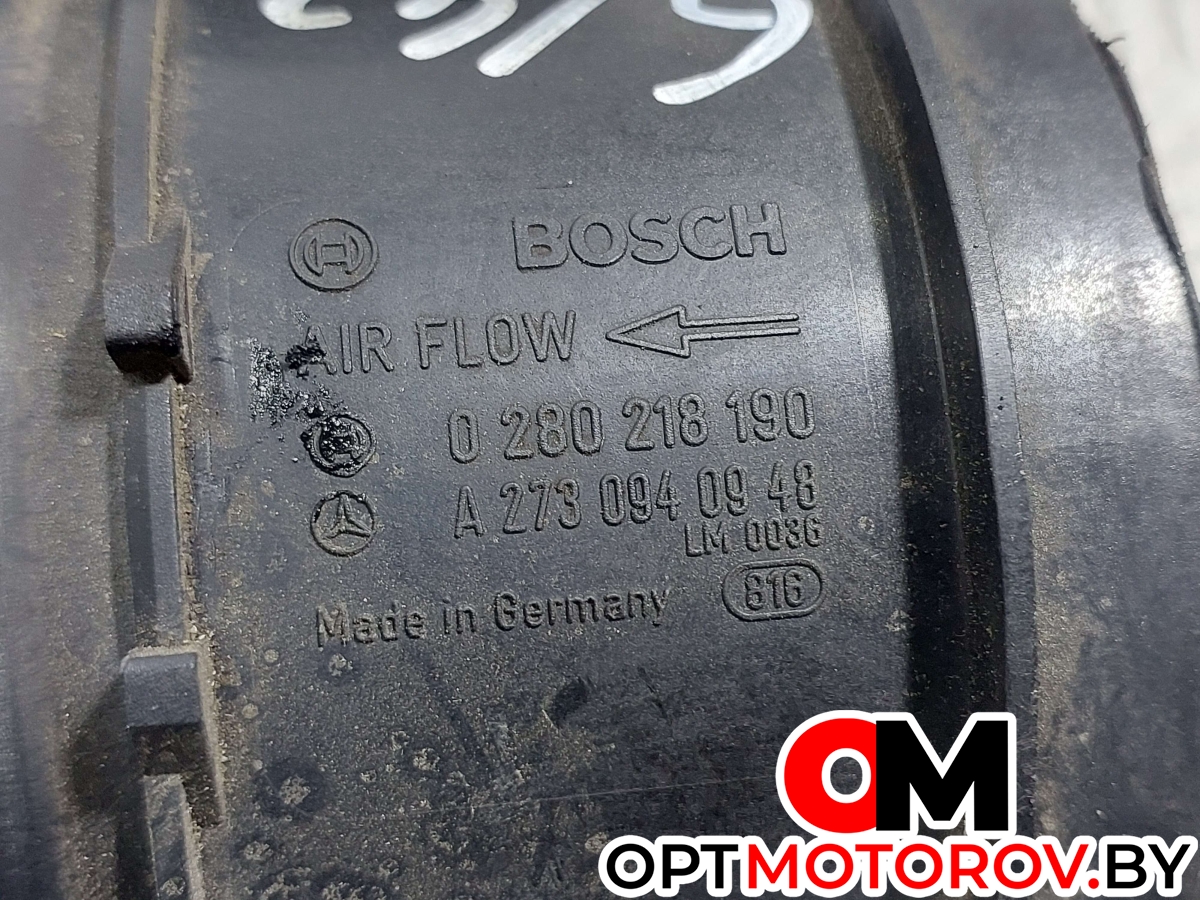 BOSCH
AIR FLOW
0 280 218 190
A 273 094 09 48
LM 0036
Made in Germany 816
OM
OPTMOTOROV.BY